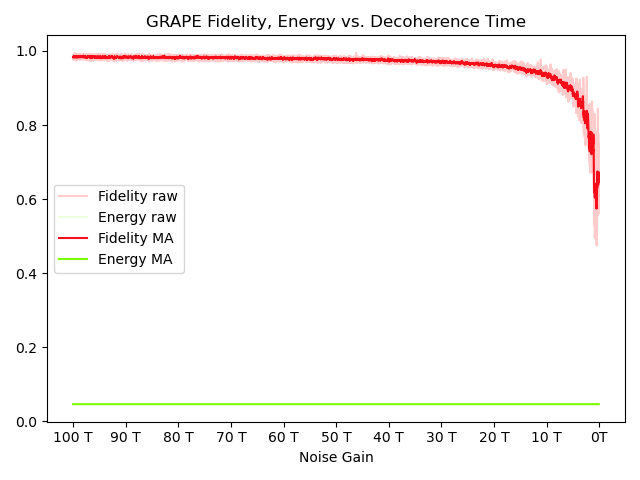 GRAPE Fidelity, Energy vs. Decoherence Time
1.0
0.8
0.6
0.4
0.2
0.0
Fidelity raw
Energy raw
Fidelity MA
Energy MA
100 T 90 T 80 T 70 T 60 T 50 T 40 T 30 T 20 T 10 T 0T
Noise Gain